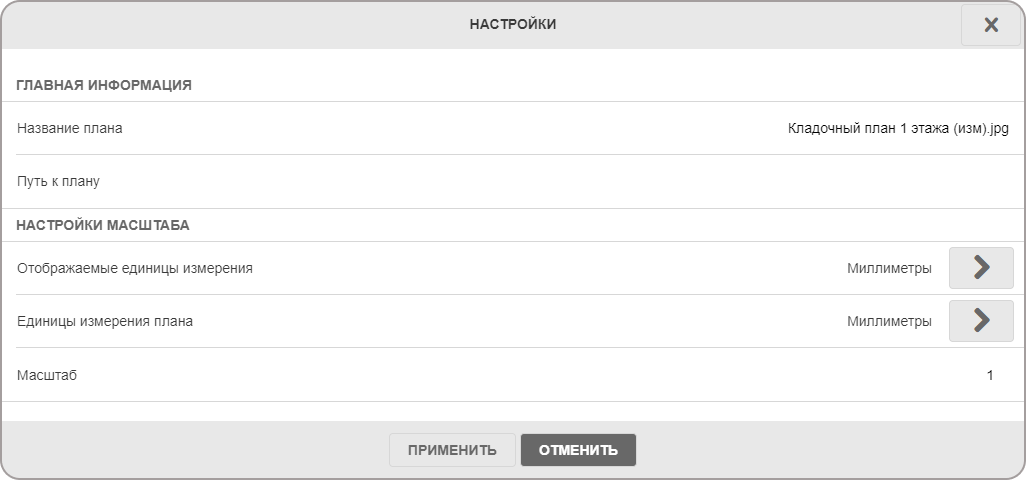 НАСТРОЙКИ
ГЛАВНАЯ ИНФОРМАЦИЯ
Название плана Кладочный план 1 этажа (изм).jpg
Путь к плану
НАСТРОЙКИ МАСШТАБА
Отображаемые единицы измерения Миллиметры
Единицы измерения плана Миллиметры
Масштаб 1
ПРИМЕНИТЬ ОТМЕНИТЬ